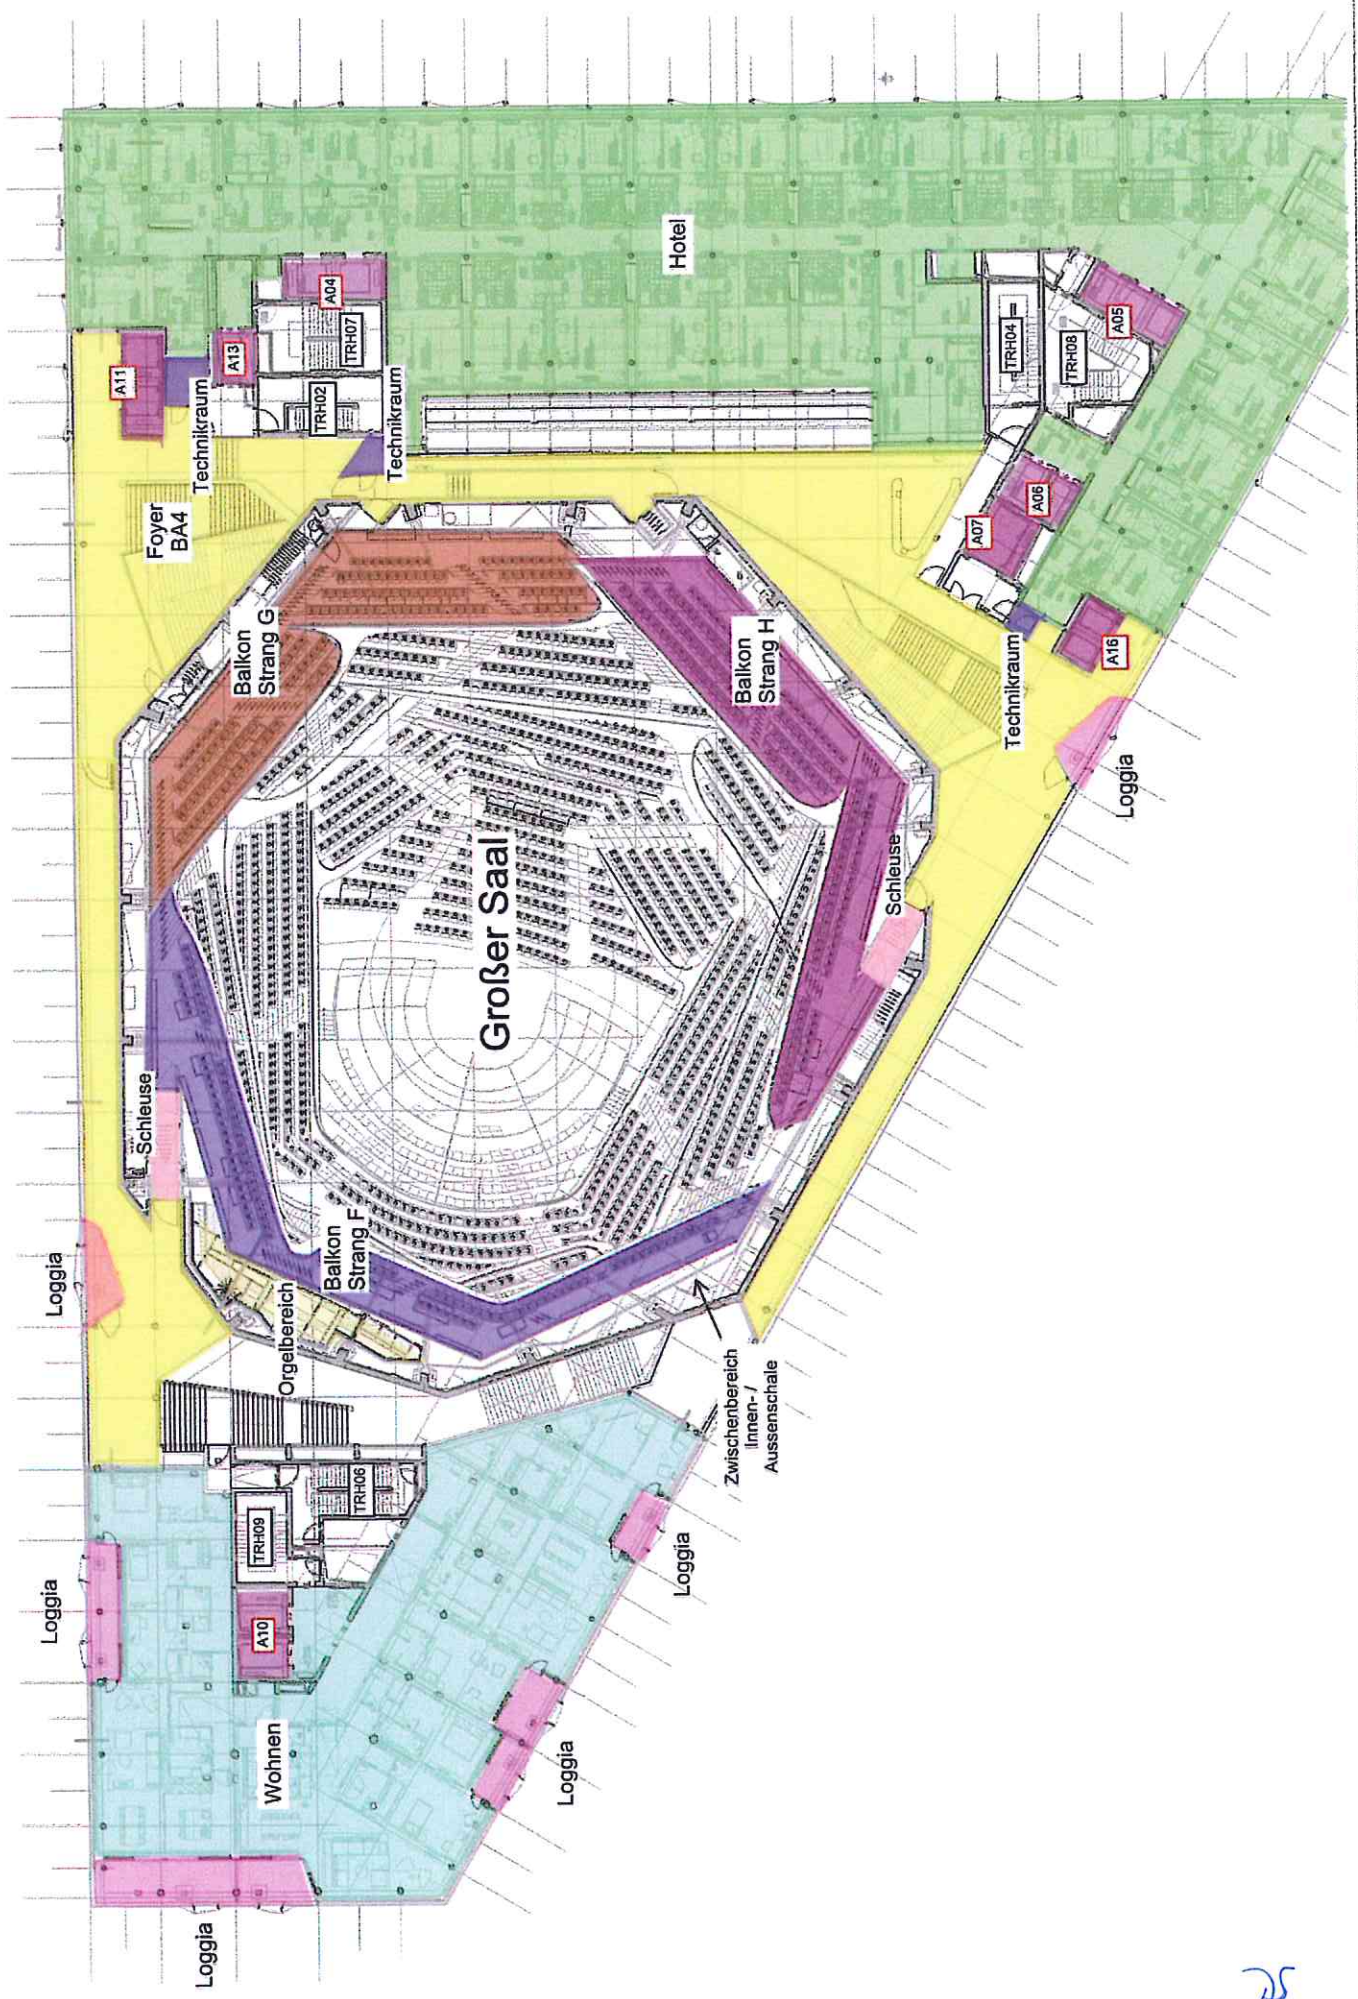 Hotel
A11
A13
A04
TRH07
TRH02
Technikraum
Technikraum
Foyer
BA4
TRH04
TRH08
A05
A06
A07
A16
Technikraum
Loggia
Balkon
Strang G
Balkon
Strang H
Großer Saal
Schleuse
Schleuse
Loggia
Balkon
Strang F
Orgelbereich
Zwischenbereich
Innen- /
Aussenschale
TRH06
TRH09
A10
Loggia
Loggia
Wohnen
Loggia
Loggia